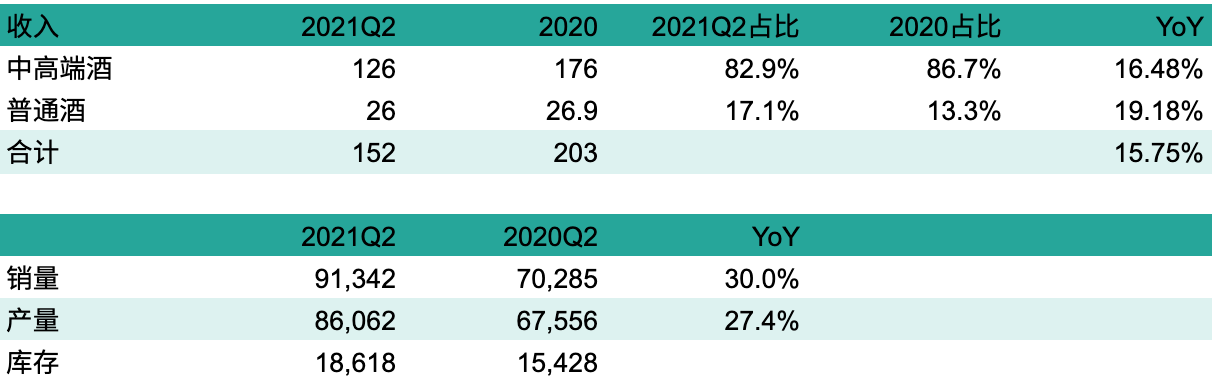 收入 2021Q2 2020 2021Q2占比 2020占比 YoY
中高端酒 126 176 82.9% 86.7% 16.48%
普通酒 26 26.9 17.1% 13.3% 19.18%
合计 152 203 15.75%
2021Q2 2020Q2 YoY
销量 91,342 70,285 30.0%
产量 86,062 67,556 27.4%
库存 18,618 15,428